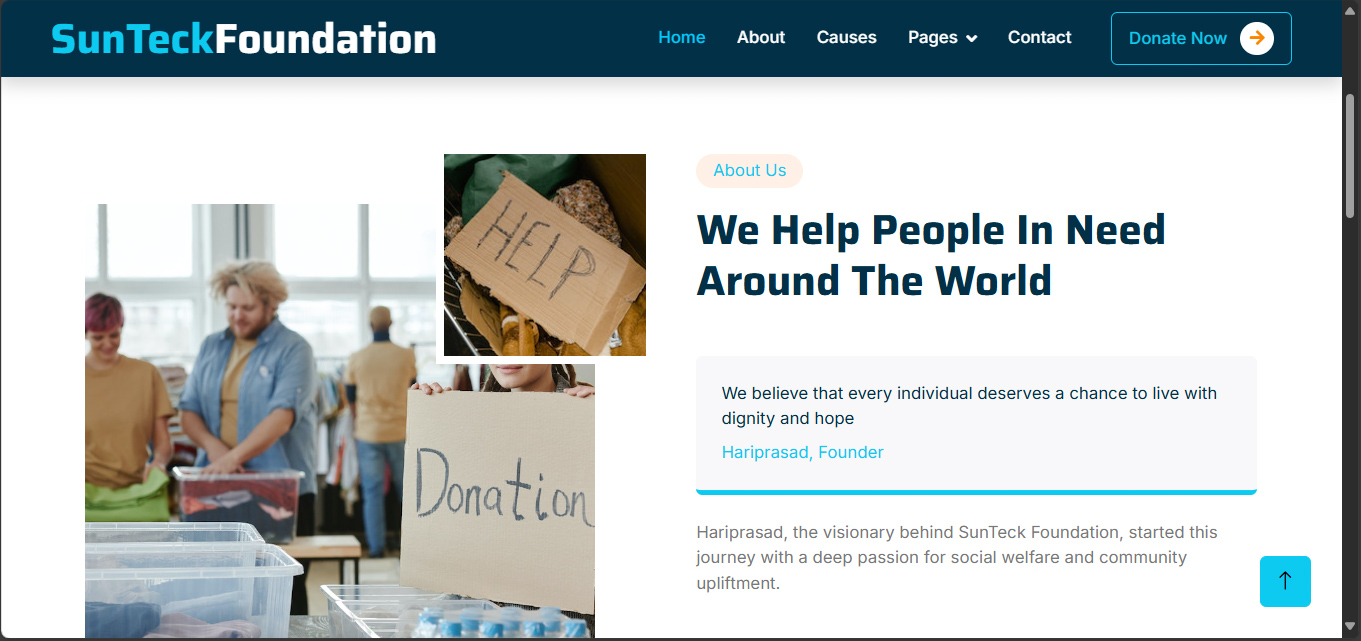 SunTeckFoundation
Home About Causes Pages Contact Donate Now
HELP
About Us
We Help People In Need
Around The World
Donation
We believe that every individual deserves a chance to live with
dignity and hope
Hariprasad, Founder
Hariprasad, the visionary behind SunTeck Foundation, started this
journey with a deep passion for social welfare and community
upliftment.